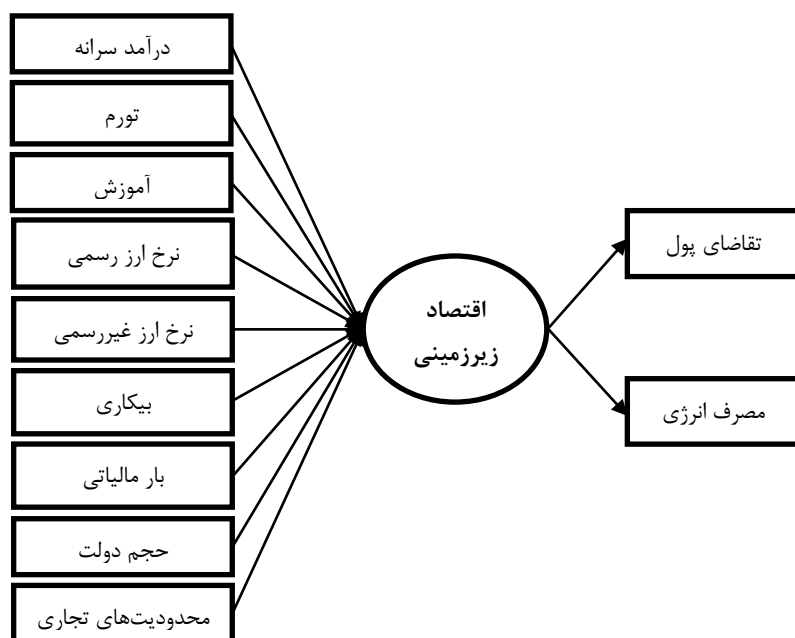 درآمد سرانه
تورم
آموزش
نرخ ارز رسمی
نرخ ارز غیررسمی
بیکاری
بار مالیاتی
حجم دولت
محدودیت‌های تجاری
اقتصاد
زیرزمینی
تقاضای پول
مصرف انرژی